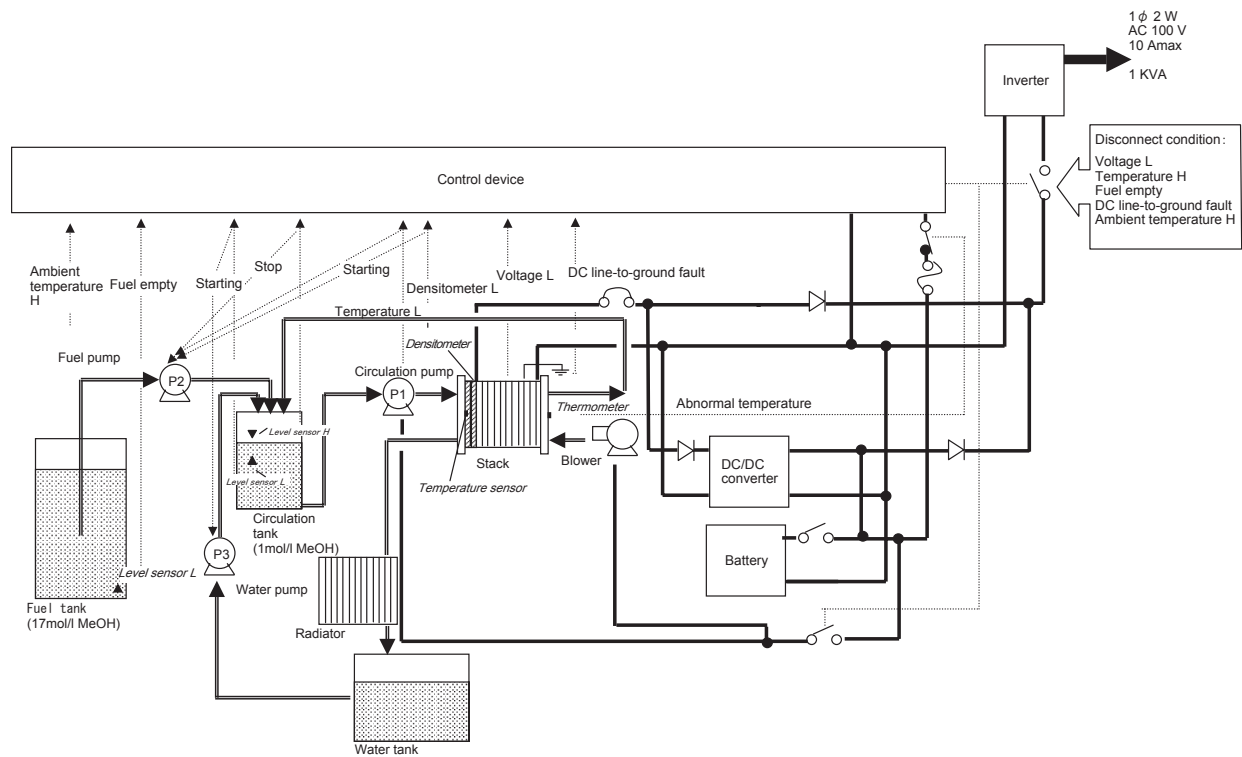 1ϕ 2 W
AC 100 V
10 Amax
1 KVA
Inverter
Disconnect condition:
Voltage L
Temperature H
Fuel empty
DC line-to-ground fault
Ambient temperature H
Control device
Ambient
temperature
H
Fuel empty
Starting
Stop
Starting
Densitometer L
Voltage L
DC line-to-ground fault
Temperature L
Densitometer
Fuel pump
P2
Circulation pump
P1
Thermometer
Abnormal temperature
Level sensor H
Level sensor L
Stack
Blower
DC/DC
converter
Temperature sensor
Circulation
tank
(1mol/l MeOH)
P3
Battery
Level sensor L
Water pump
Fuel tank
(17mol/l MeOH)
Radiator
Water tank